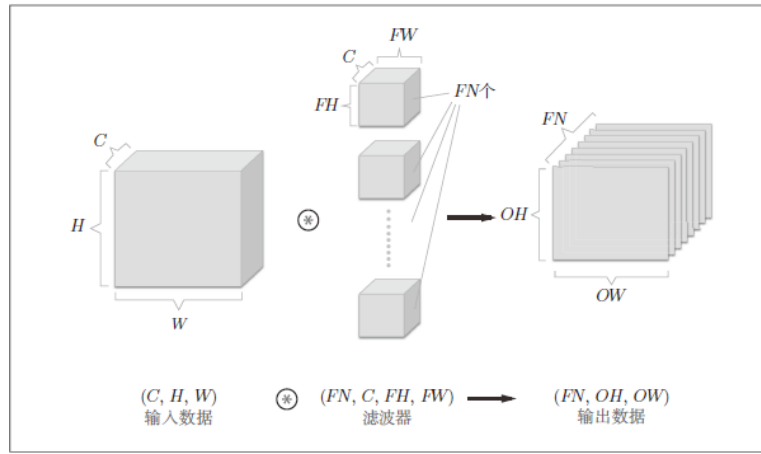 FW
C
FH
FN个
C
H
W
FN
OH
OW
(C, H, W) ⊛ (FN, C, FH, FW) → (FN, OH, OW)
输入数据 滤波器 输出数据